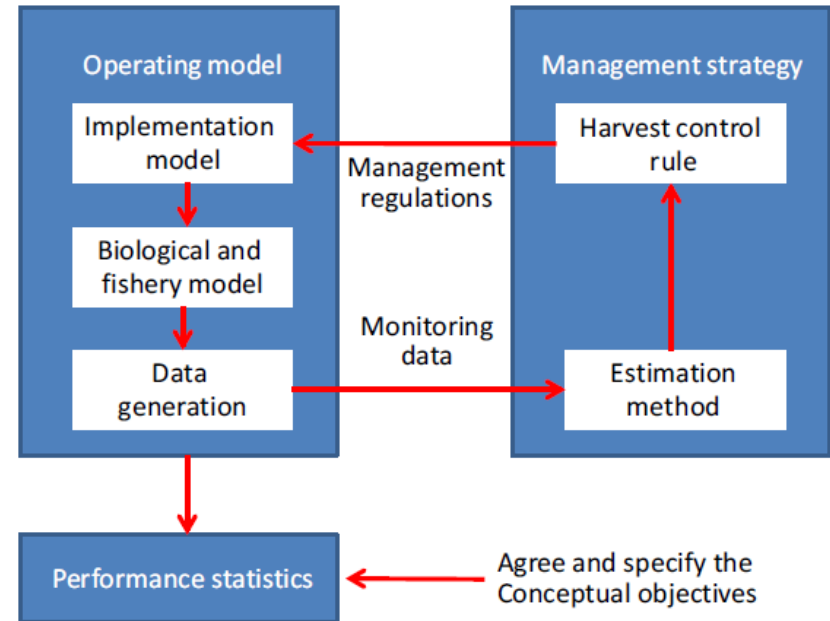 Operating model
Implementation
model
Biological and
fishery model
Data
generation
Management
regulations
Monitoring
data
Management strategy
Harvest control
rule
Estimation
method
Performance statistics
Agree and specify the
Conceptual objectives